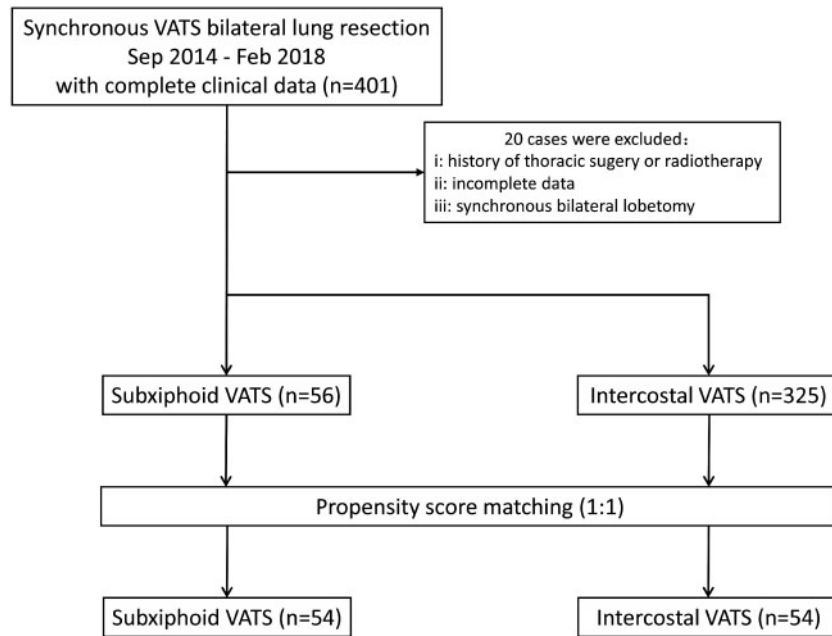 Synchronous VATS bilateral lung resection
Sep 2014 - Feb 2018
with complete clinical data (n=401)
20 cases were excluded：
i: history of thoracic sugery or radiotherapy
ii: incomplete data
iii: synchronous bilateral lobetomy
Subxiphoid VATS (n=56)
Intercostal VATS (n=325)
Propensity score matching (1:1)
Subxiphoid VATS (n=54)
Intercostal VATS (n=54)